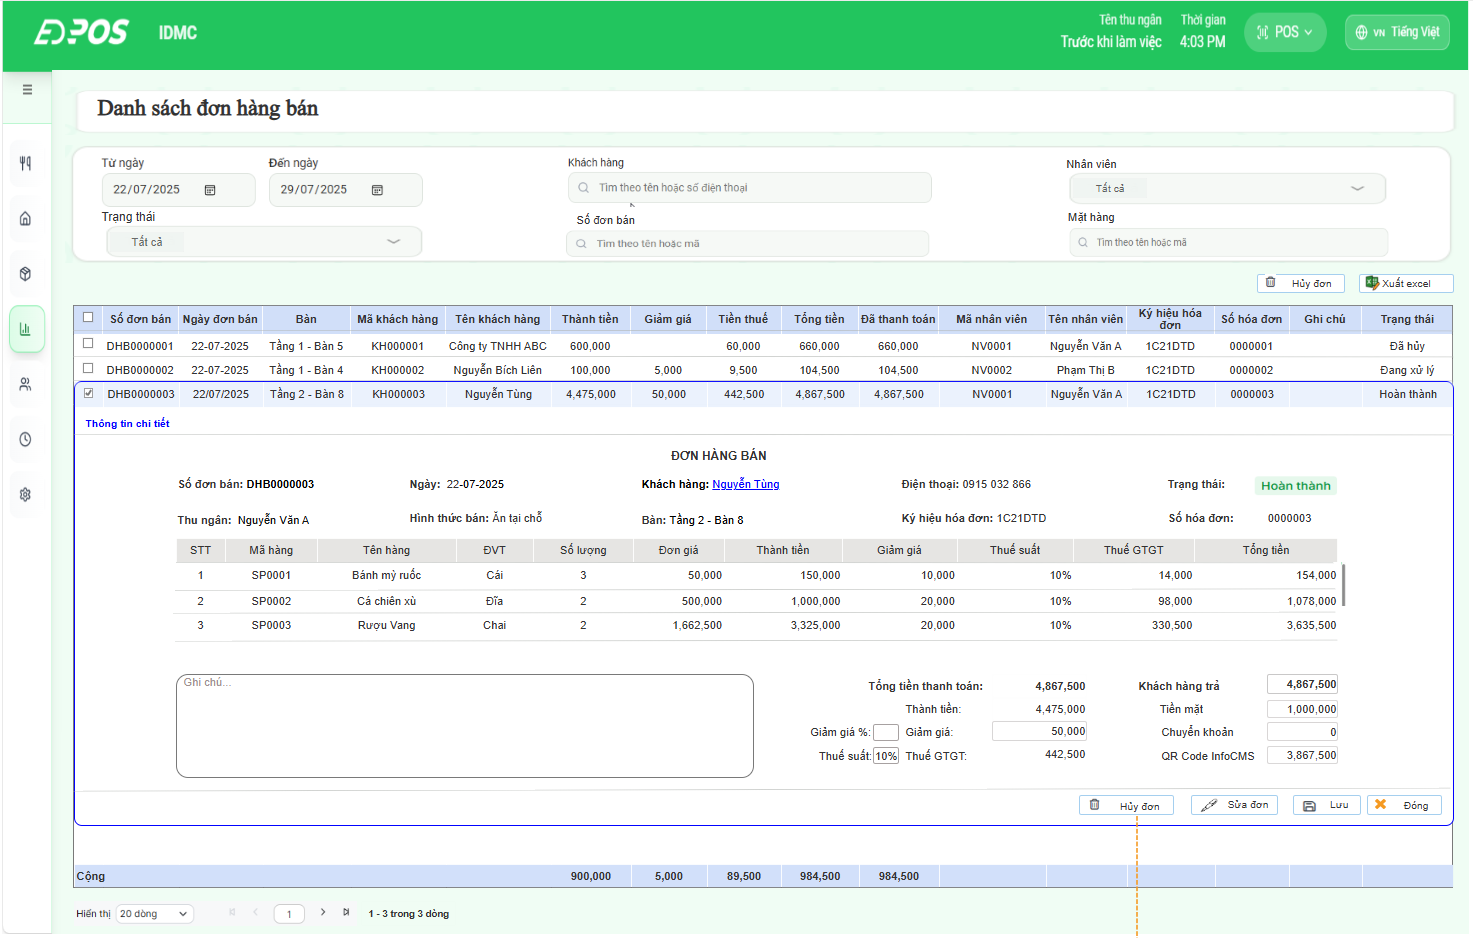 EDPOS IDMC Tên thu ngân Thời gian
Trước khi làm việc 4:03 PM POS VN Tiếng Việt
Danh sách đơn hàng bán
Từ ngày Đến ngày Khách hàng Nhân viên
22/07/2025 29/07/2025 Tìm theo tên hoặc số điện thoại Tất cả
Trạng thái Số đơn bán Mặt hàng
Tất cả Tìm theo tên hoặc mã Tìm theo tên hoặc mã
Hủy đơn Xuất excel
Số đơn bán Ngày đơn bán Bàn Mã khách hàng Tên khách hàng Thành tiền Giảm giá Tiền thuế Tổng tiền Đã thanh toán Mã nhân viên Tên nhân viên Ký hiệu hóa đơn Số hóa đơn Ghi chú Trạng thái
DHB0000001 22-07-2025 Tầng 1 - Bàn 5 KH000001 Công ty TNHH ABC 600,000 60,000 660,000 660,000 NV0001 Nguyễn Văn A 1C21DTD 0000001 Đã hủy
DHB0000002 22-07-2025 Tầng 1 - Bàn 4 KH000002 Nguyễn Bích Liên 100,000 5,000 9,500 104,500 104,500 NV0002 Phạm Thị B 1C21DTD 0000002 Đang xử lý
DHB0000003 22/07/2025 Tầng 2 - Bàn 8 KH000003 Nguyễn Tùng 4,475,000 50,000 442,500 4,867,500 4,867,500 NV0001 Nguyễn Văn A 1C21DTD 0000003 Hoàn thành
Thông tin chi tiết
ĐƠN HÀNG BÁN
Số đơn bán: DHB0000003 Ngày: 22-07-2025 Khách hàng: Nguyễn Tùng Điện thoại: 0915 032 866 Trạng thái: Hoàn thành
Thu ngân: Nguyễn Văn A Hình thức bán: Ăn tại chỗ Bàn: Tầng 2 - Bàn 8 Ký hiệu hóa đơn: 1C21DTD Số hóa đơn: 0000003
STT Mã hàng Tên hàng ĐVT Số lượng Đơn giá Thành tiền Giảm giá Thuế suất Thuế GTGT Tổng tiền
1 SP0001 Bánh mỳ ruốc Cái 3 50,000 150,000 10,000 10% 14,000 154,000
2 SP0002 Cá chiên xù Đĩa 2 500,000 1,000,000 20,000 10% 98,000 1,078,000
3 SP0003 Rượu Vang Chai 2 1,662,500 3,325,000 20,000 10% 330,500 3,635,500
Ghi chú... Tổng tiền thanh toán: 4,867,500 Khách hàng trả 4,867,500
Thành tiền: 4,475,000 Tiền mặt 1,000,000
Giảm giá %: Giảm giá: 50,000 Chuyển khoản 0
Thuế suất: 10% Thuế GTGT: 442,500 QR Code InfoCMS 3,867,500
Hủy đơn Sửa đơn Lưu Đóng
Cộng 900,000 5,000 89,500 984,500 984,500
Hiển thị 20 dòng 1 1 - 3 trong 3 dòng